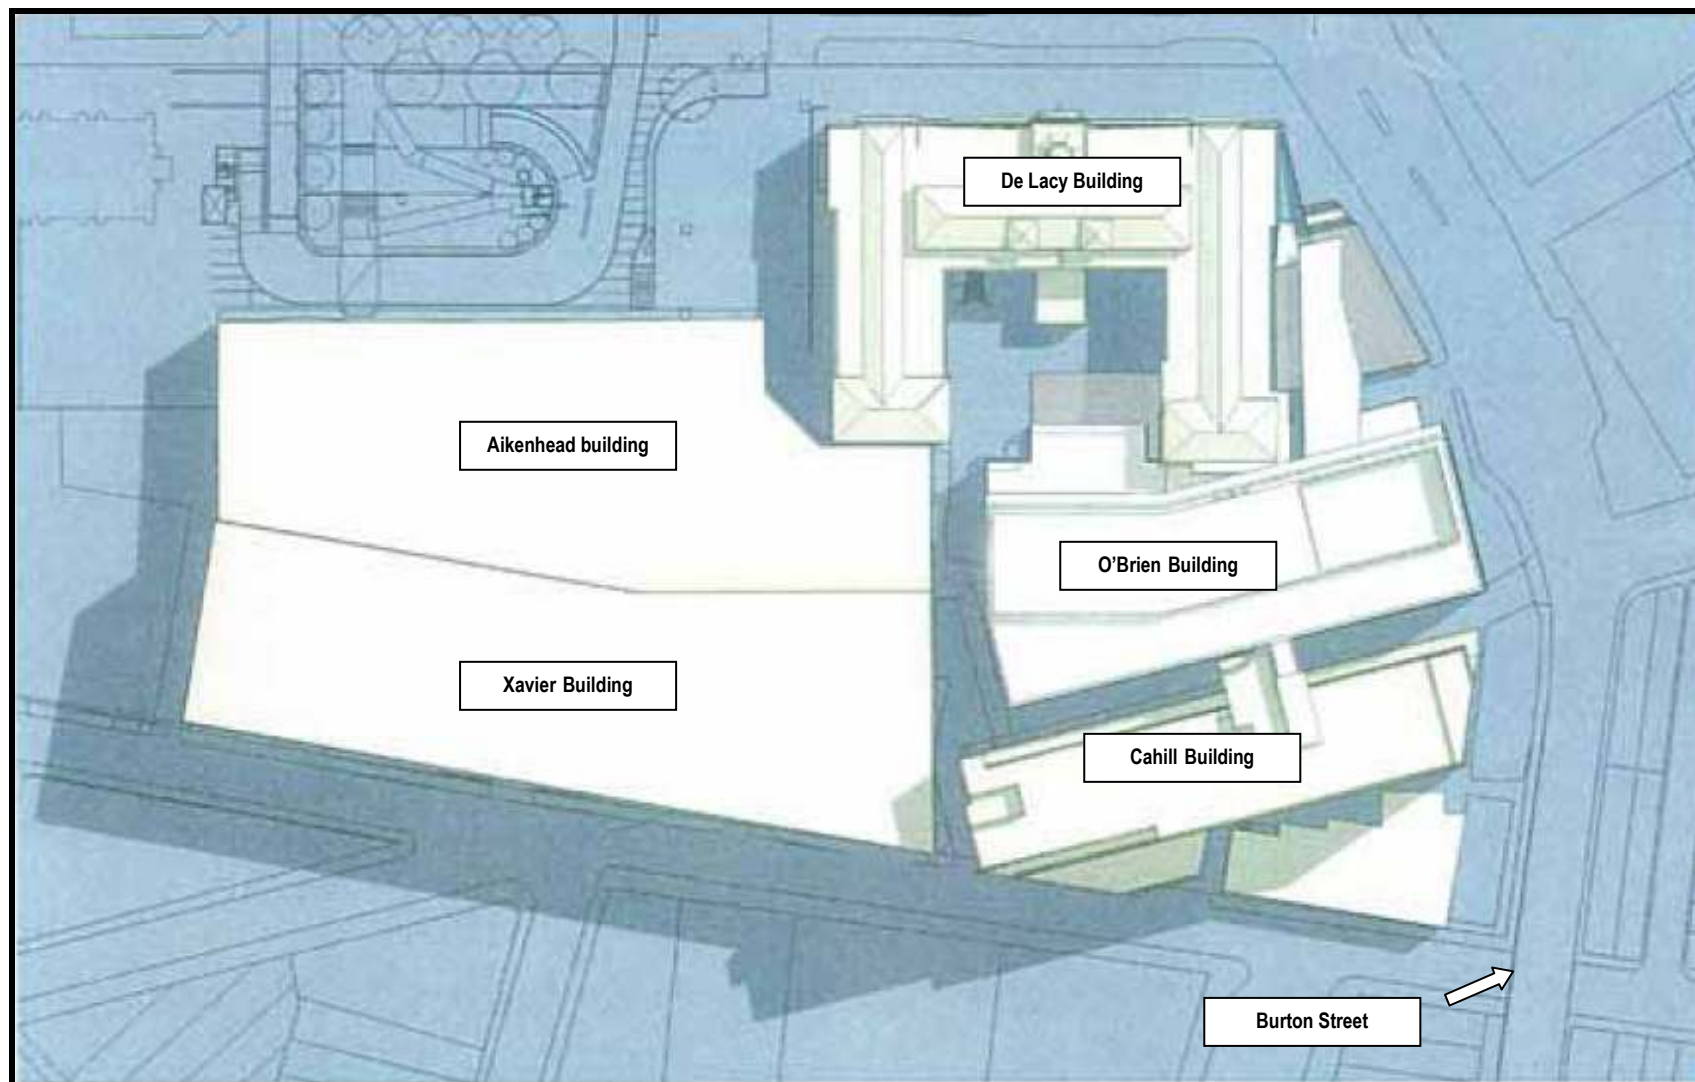 De Lacy Building
Aikenhead building
O'Brien Building
Xavier Building
Cahill Building
Burton Street